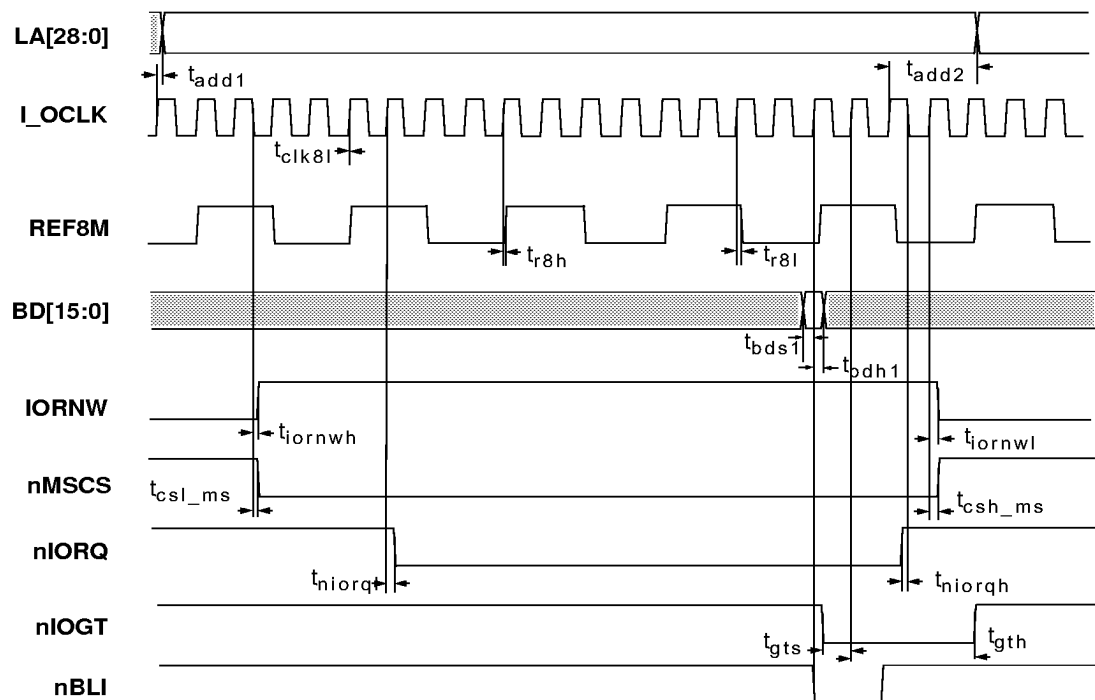 LA[28:0]
tadd1
tadd2
I_OCLK
tclk8l
REF8M
tr8h
tr8l
BD[15:0]
tbds1
tbdh1
IORNW
tiornwh
tiornwl
nMSCS
tcsl_ms
tcsh_ms
nIORQ
tniorql
tniorqh
nIOGT
tgts
tgth
nBLI